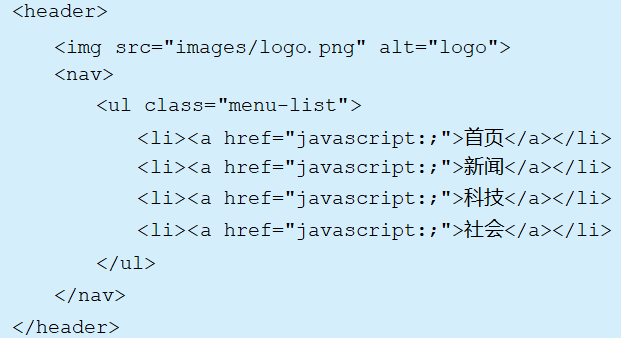 <header>
<img src="images/logo.png" alt="logo">
<nav>
<ul class="menu-list">
<li><a href="javascript:;">首页</a></li>
<li><a href="javascript:;">新闻</a></li>
<li><a href="javascript:;">科技</a></li>
<li><a href="javascript:;">社会</a></li>
</ul>
</nav>
</header>